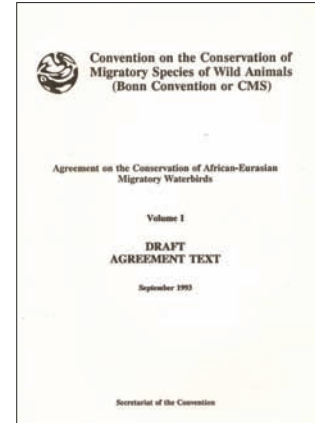 Convention on the Conservation of
Migratory Species of Wild Animals
(Bonn Convention or CMS)
Agreement on the Conservation of African-Eurasian
Migratory Waterbirds
Volume I
DRAFT
AGREEMENT TEXT
September 1993
Secretariat of the Convention